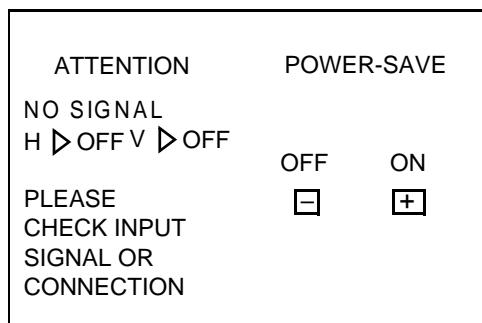 ATTENTION
NO SIGNAL
H ▷ OFF V ▷ OFF
PLEASE
CHECK INPUT
SIGNAL OR
CONNECTION
POWER-SAVE
OFF ON
− +